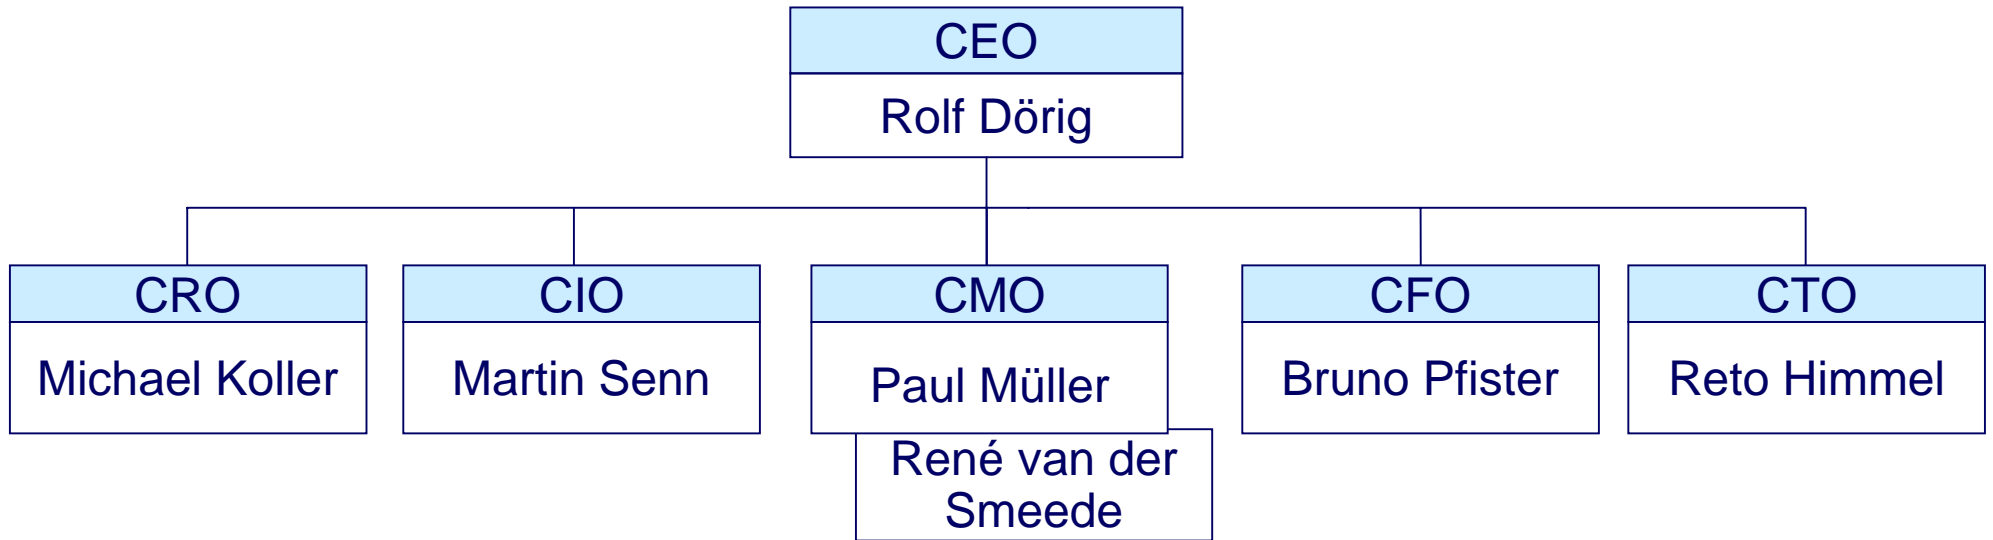 CEO
Rolf Dörig
CRO
Michael Koller
CIO
Martin Senn
CMO
Paul Müller
René van der
Smeede
CFO
Bruno Pfister
CTO
Reto Himmel